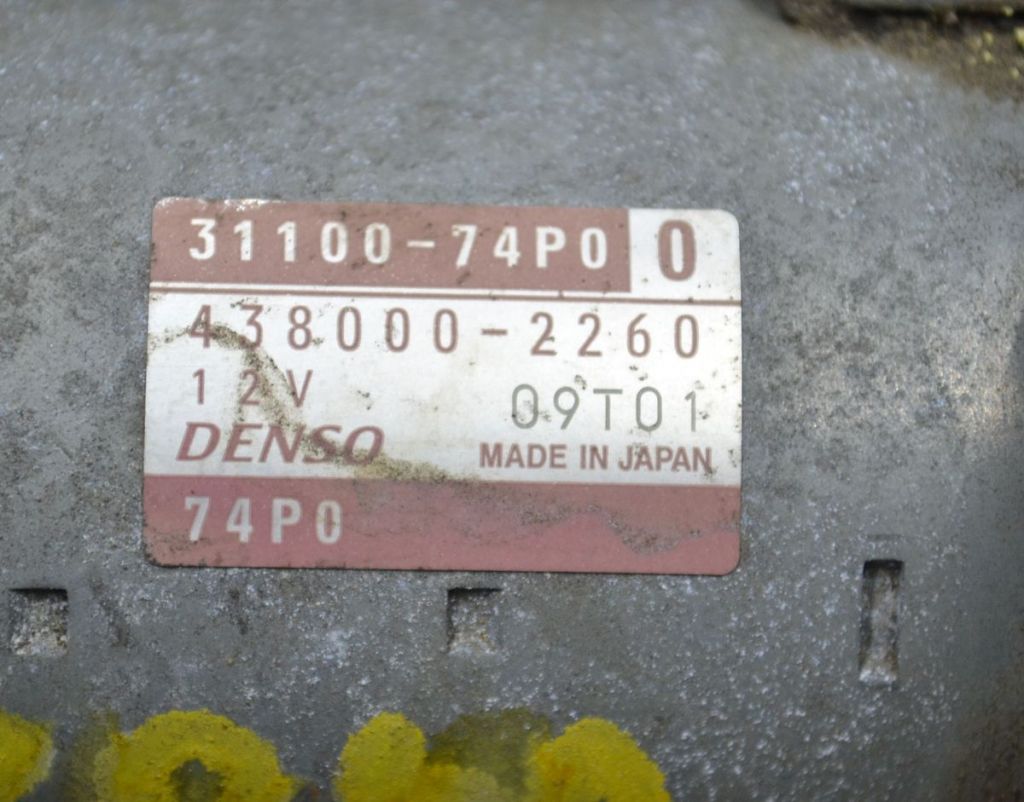 31100-74P0 0
438000-2260
12V 09T01
DENSO MADE IN JAPAN
74P0